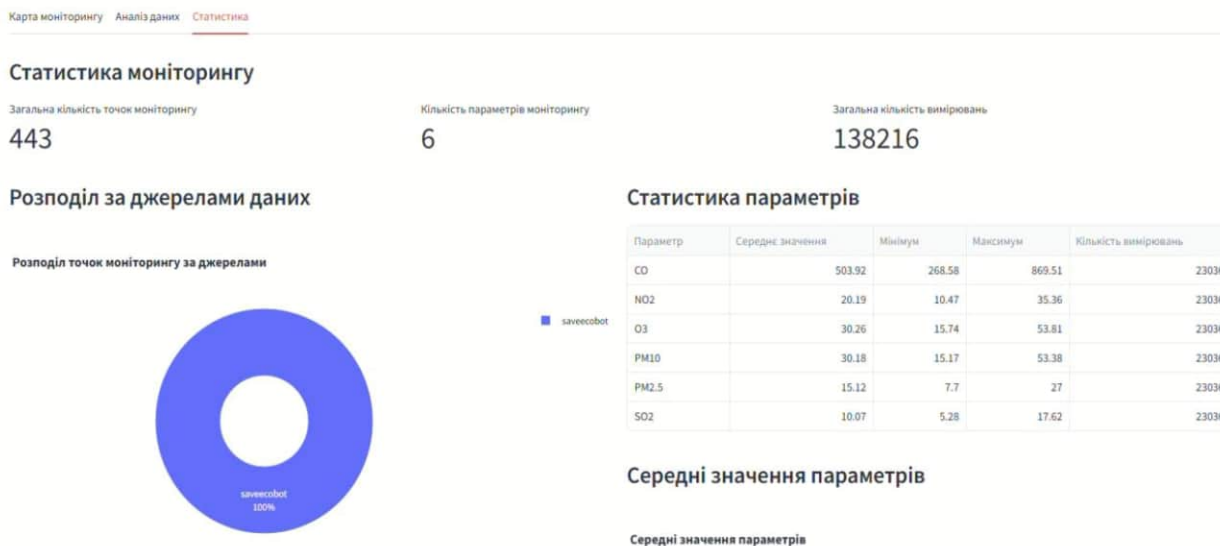 Карта моніторингу Аналіз даних Статистика
Статистика моніторингу
Загальна кількість точок моніторингу
443
Кількість параметрів моніторингу
6
Загальна кількість вимірювань
138216
Розподіл за джерелами даних
Розподіл точок моніторингу за джерелами
saveecobot
saveecobot
100%
Статистика параметрів
Параметр Середнє значення Мінімум Максимум Кількість вимірювань
CO 503.92 268.58 869.51
NO2 20.19 10.47 35.36
O3 30.26 15.74 53.81
PM10 30.18 15.17 53.38
PM2.5 15.12 7.7 27
SO2 10.07 5.28 17.62
Середні значення параметрів
Середні значення параметрів